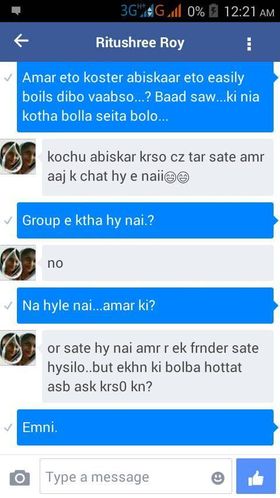 3G 4G 0% 12:21 AM
Ritushree Roy
Amar eto koster abiskaar eto easily
boils dibo vaabso...? Baad saw...ki nia
kotha bolla seita bolo...
kochu abiskar krso cz tar sate amr
aaj k chat hy e naii😄😄
Group e ktha hy nai.?
no
Na hyle nai...amar ki?
or sate hy nai amr r ek frnder sate
hysilo..but ekhn ki bolba hottat
asb ask krs0 kn?
Emni.
Type a message